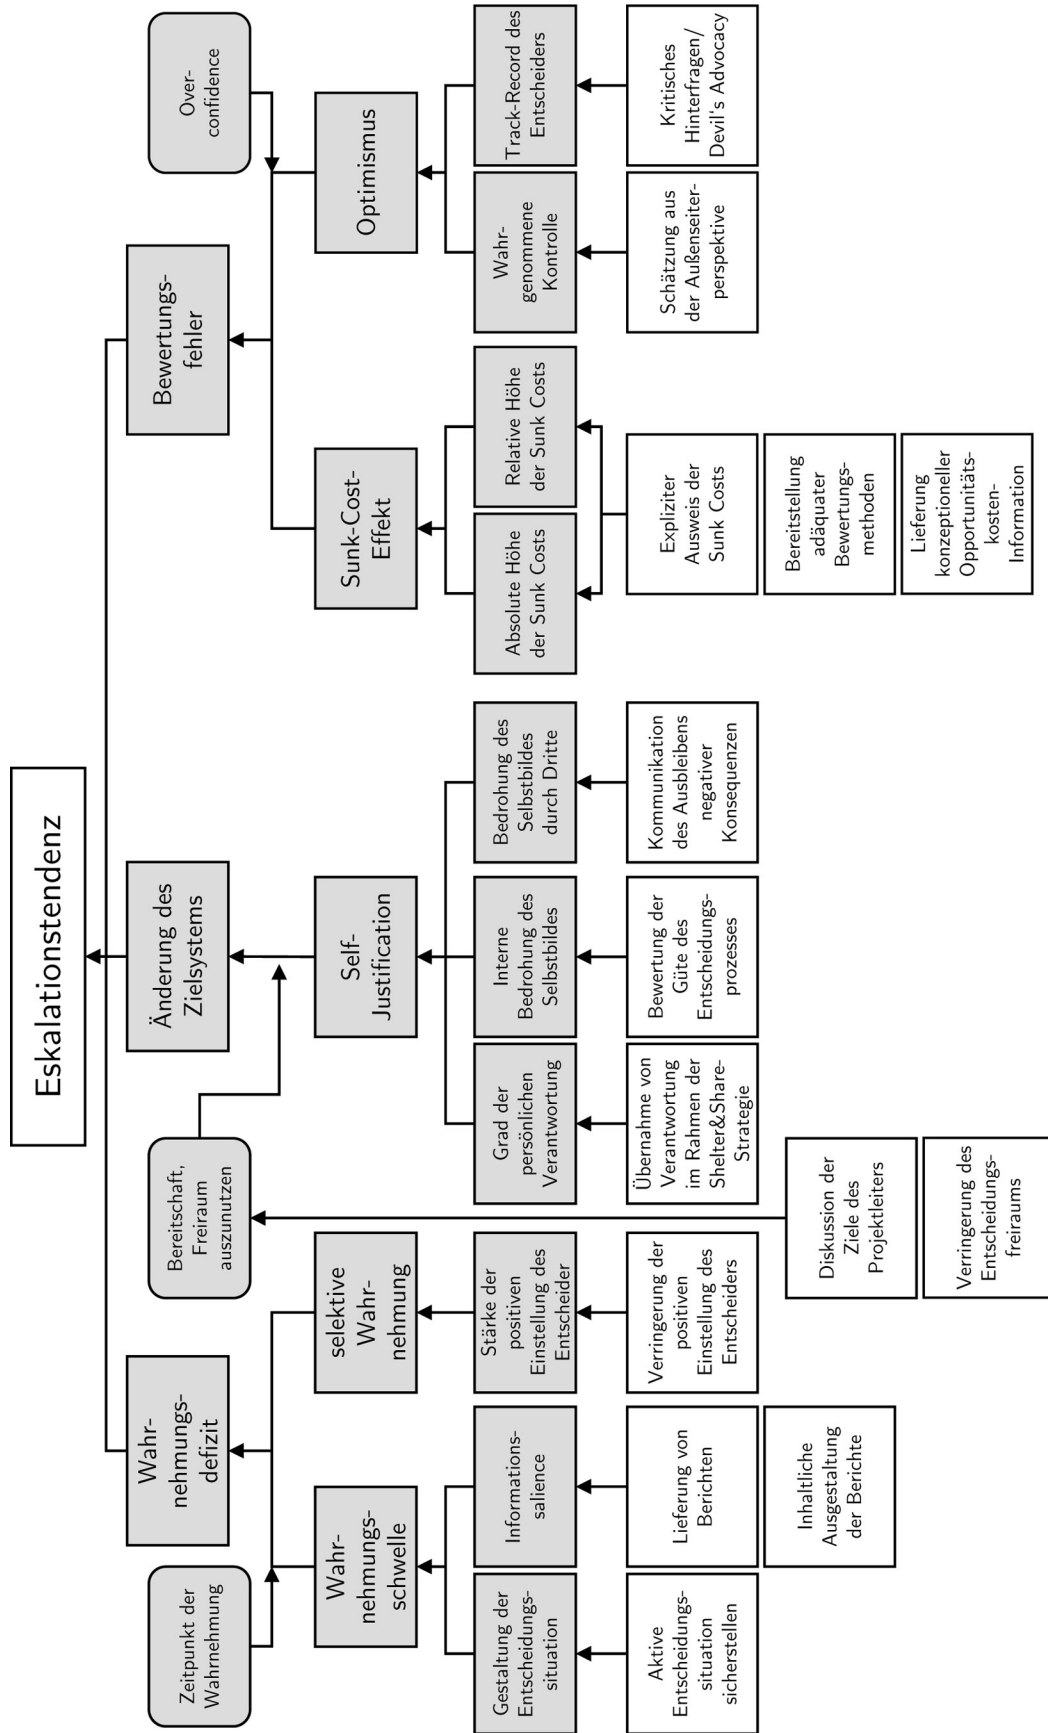 Eskalationstendenz
Wahr-
nehmungs-
defizit
Änderung des
Zielsystems
Bewertungs-
fehler
Zeitpunkt der
Wahrnehmung
Bereitschaft,
Freiraum
auszunutzen
Over-
confidence
Wahr-
nehmungs-
schwelle
selektive
Wahr-
nehmung
Self-
Justification
Sunk-Cost-
Effekt
Optimismus
Gestaltung der
Entscheidungs-
situation
Informations-
salience
Stärke der
positiven
Einstellung des
Entscheider
Grad der
persönlichen
Verantwortung
Interne
Bedrohung des
Selbstbildes
Bedrohung des
Selbstbildes
durch Dritte
Absolute Höhe
der Sunk Costs
Relative Höhe
der Sunk Costs
Wahr-
genommene
Kontrolle
Track-Record des
Entscheiders
Aktive
Entscheidungs-
situation
sicherstellen
Lieferung von
Berichten
Verringerung der
positiven
Einstellung des
Entscheiders
Übernahme von
Verantwortung
im Rahmen der
Shelter&Share-
Strategie
Bewertung der
Güte des
Entscheidungs-
prozesses
Kommunikation
des Ausbleibens
negativer
Konsequenzen
Expliziter
Ausweis der
Sunk Costs
Schätzung aus
der Außenseiter-
perspektive
Kritisches
Hinterfragen/
Devil's Advocacy
Inhaltliche
Ausgestaltung
der Berichte
Diskussion der
Ziele des
Projektleiters
Bereitstellung
adäquater
Bewertungs-
methoden
Verringerung des
Entscheidungs-
freiraums
Lieferung
konzeptioneller
Opportunitäts-
kosten-
Information